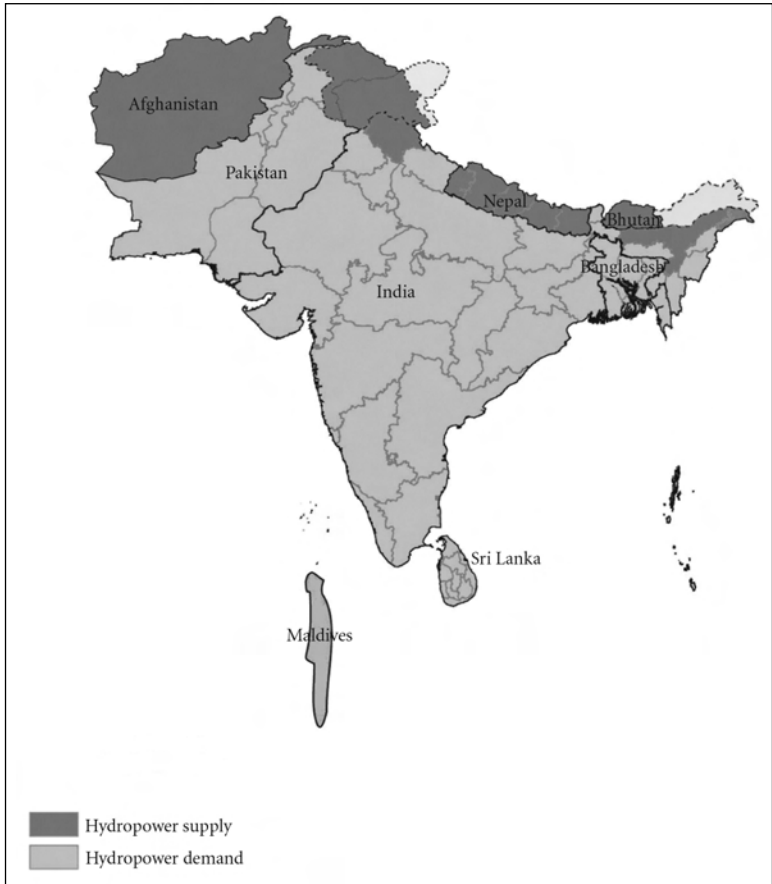 Afghanistan
Pakistan
Nepal
Bhutan
Bangladesh
India
Sri Lanka
Maldives
Hydropower supply
Hydropower demand